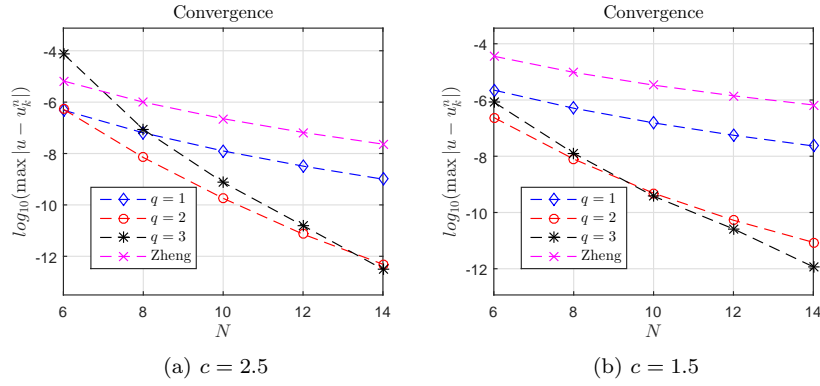 Convergence
-4
-6
-8
-10
-12
log₁₀(max |u − uₖⁿ|)
q = 1
q = 2
q = 3
Zheng
6 8 10 12 14
N
(a) c = 2.5
Convergence
-4
-6
-8
-10
-12
log₁₀(max |u − uₖⁿ|)
q = 1
q = 2
q = 3
Zheng
6 8 10 12 14
N
(b) c = 1.5